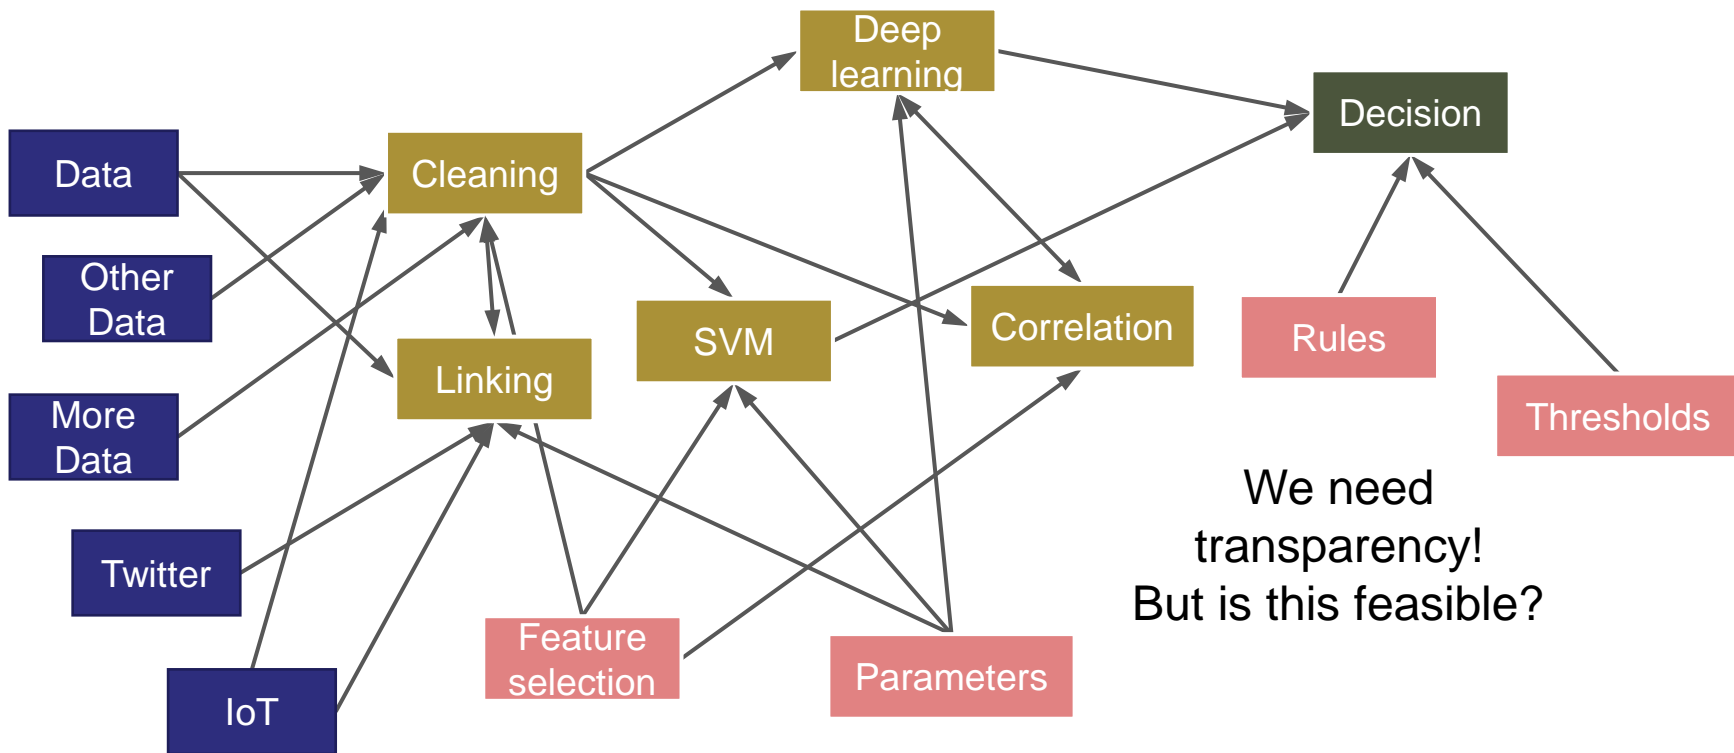 Deep
learning
Decision
Data
Cleaning
Other
Data
SVM
Correlation
Rules
Linking
More
Data
Thresholds
We need
transparency!
But is this feasible?
Twitter
Feature
selection
Parameters
IoT